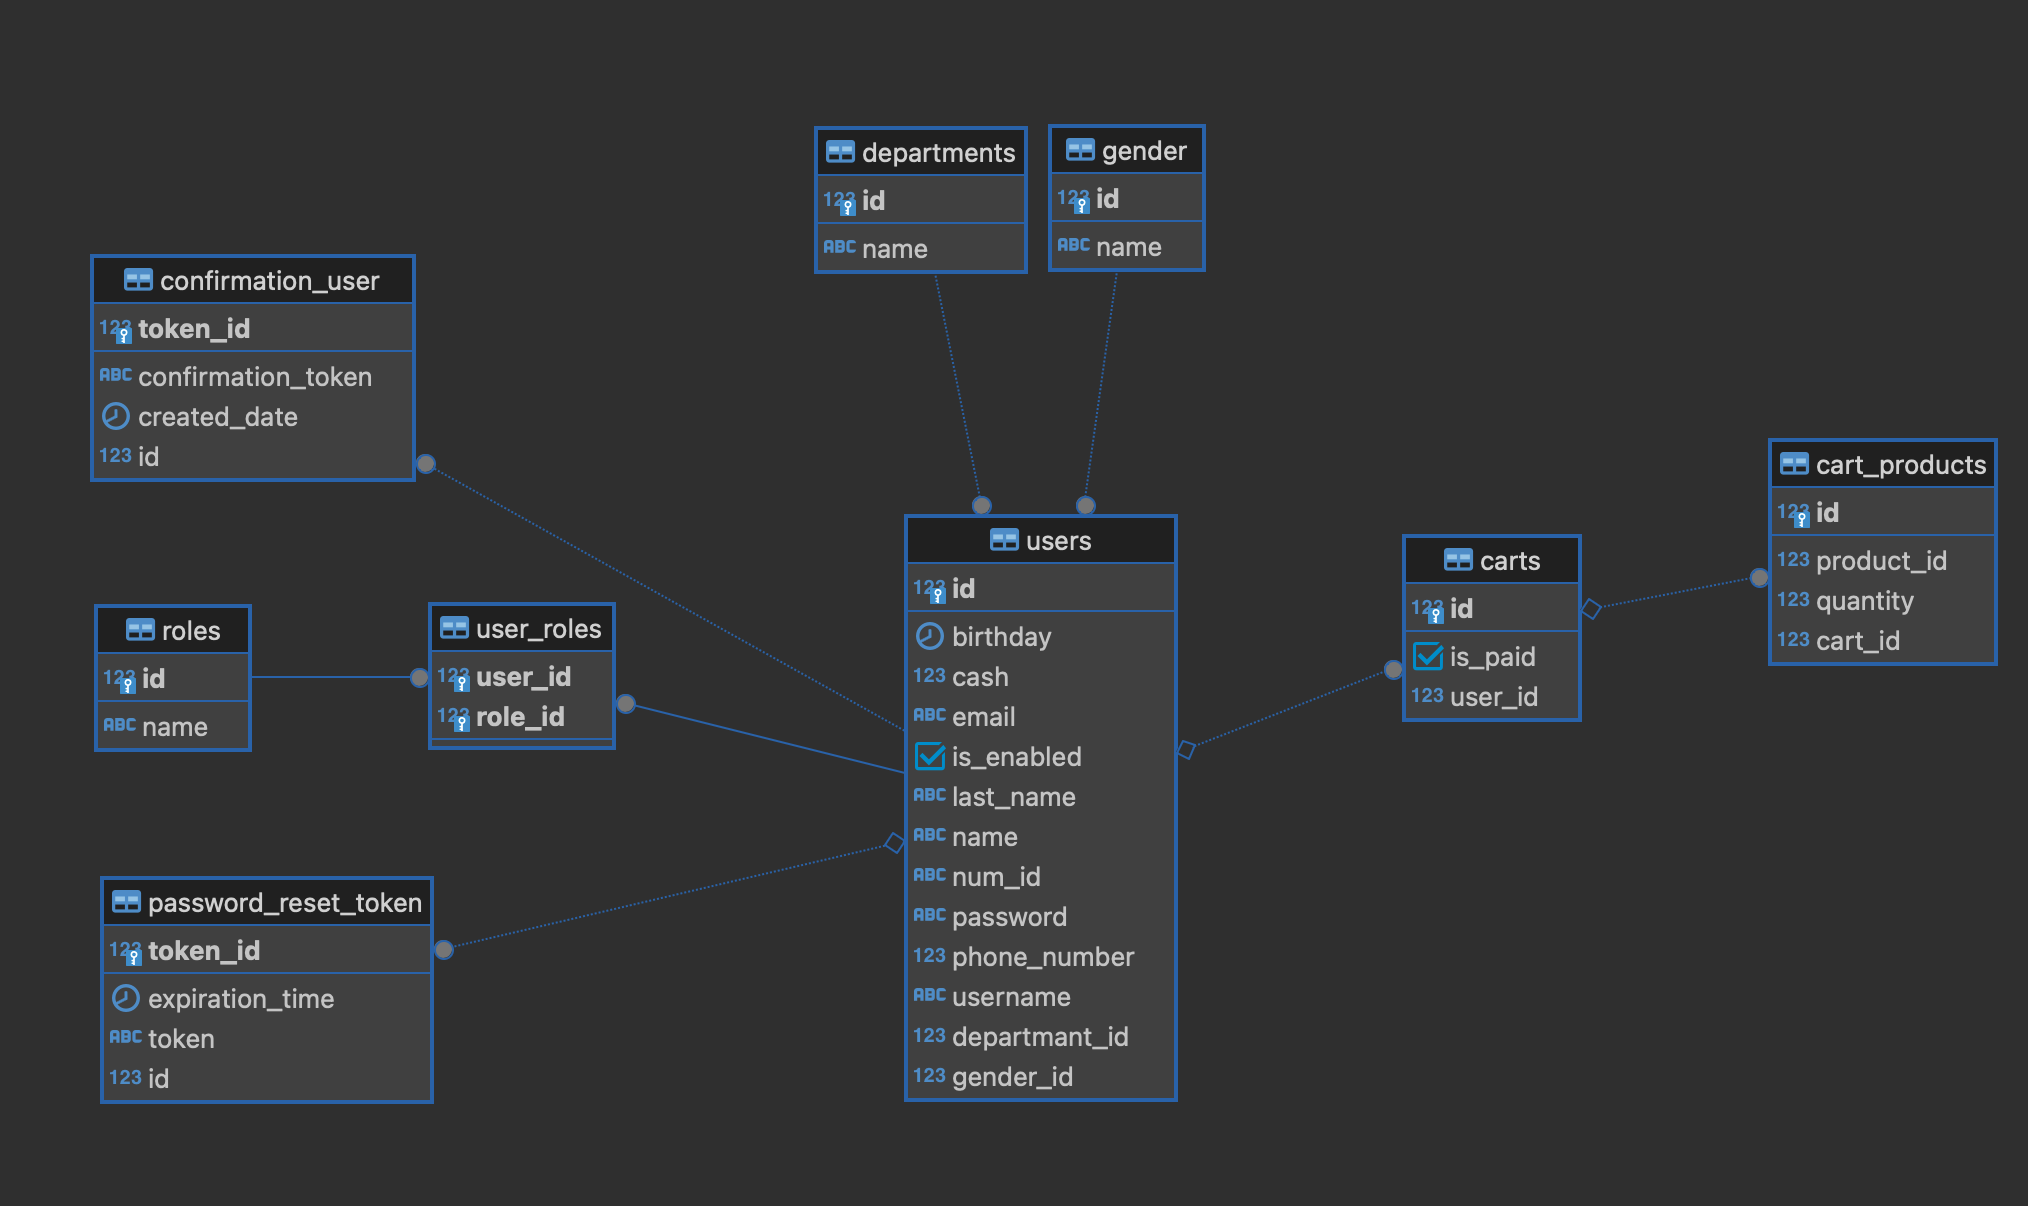 departments
123 id
ABC name
gender
123 id
ABC name
confirmation_user
123 token_id
ABC confirmation_token
created_date
123 id
roles
123 id
ABC name
user_roles
123 user_id
123 role_id
password_reset_token
123 token_id
expiration_time
ABC token
123 id
users
123 id
birthday
123 cash
ABC email
is_enabled
ABC last_name
ABC name
ABC num_id
ABC password
123 phone_number
ABC username
123 departmant_id
123 gender_id
carts
123 id
is_paid
123 user_id
cart_products
123 id
123 product_id
123 quantity
123 cart_id